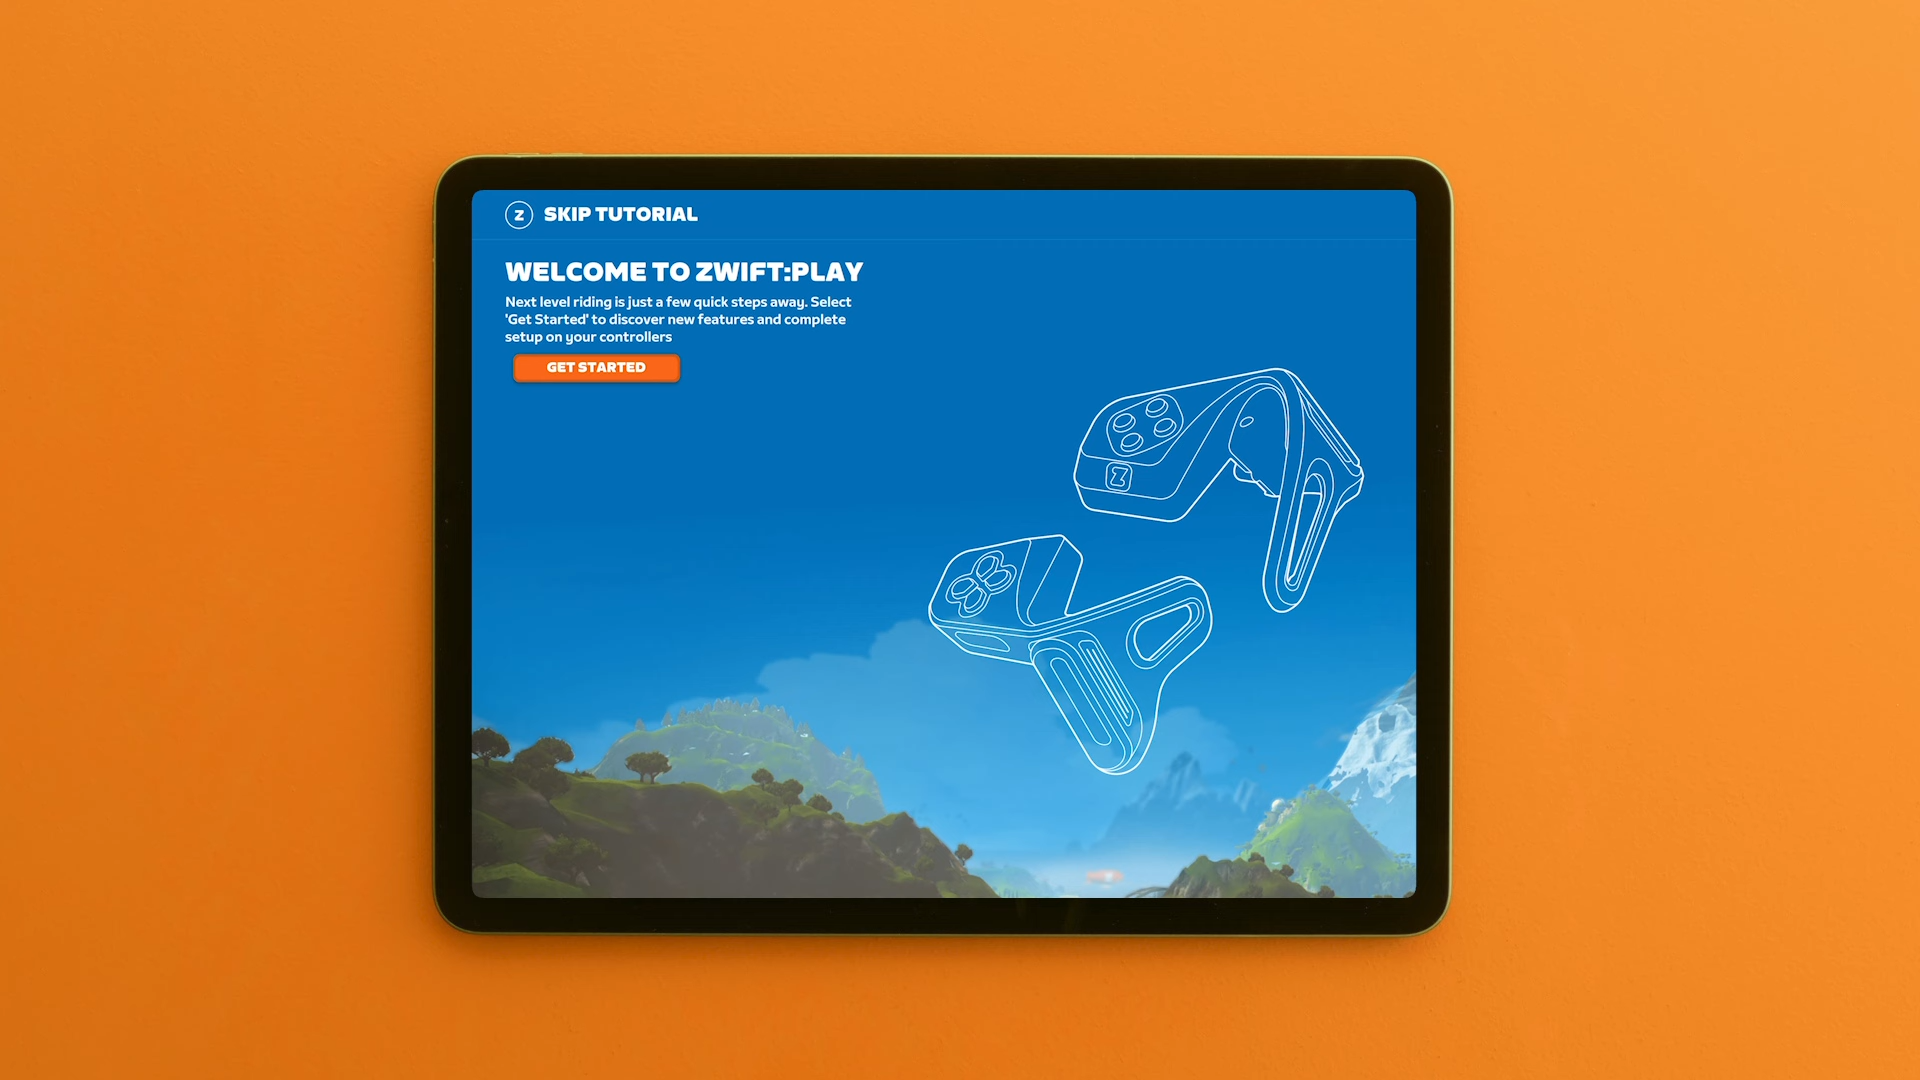 Z SKIP TUTORIAL
WELCOME TO ZWIFT:PLAY
Next level riding is just a few quick steps away. Select
'Get Started' to discover new features and complete
setup on your controllers
GET STARTED
Z